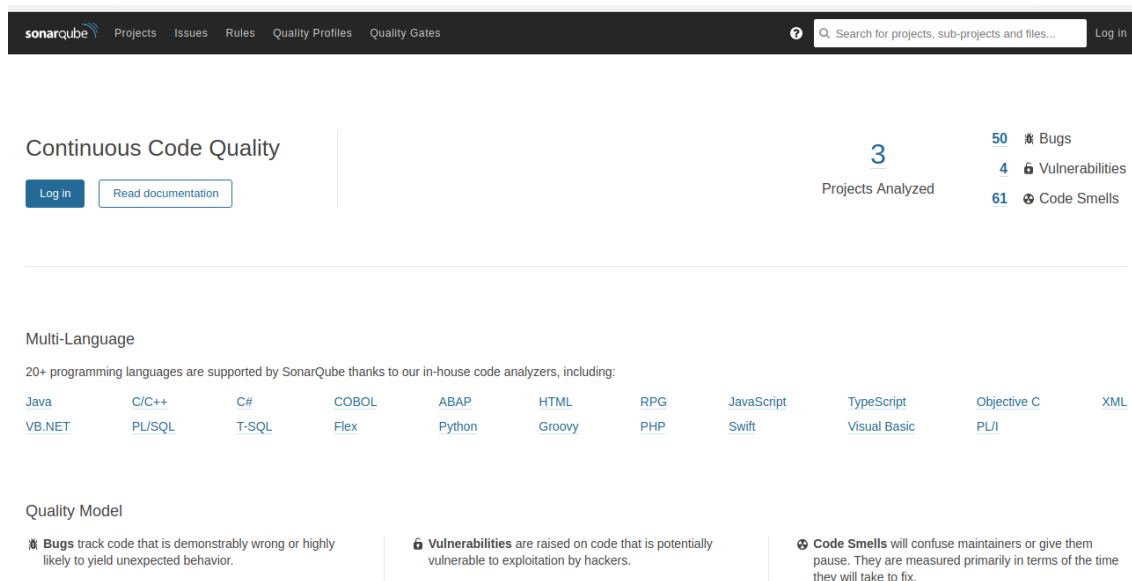 sonarqube Projects Issues Rules Quality Profiles Quality Gates ? Search for projects, sub-projects and files... Log in
Continuous Code Quality
Log in Read documentation
3
Projects Analyzed
50 Bugs
4 Vulnerabilities
61 Code Smells
Multi-Language
20+ programming languages are supported by SonarQube thanks to our in-house code analyzers, including:
Java C/C++ C# COBOL ABAP HTML RPG JavaScript TypeScript Objective C XML
VB.NET PL/SQL T-SQL Flex Python Groovy PHP Swift Visual Basic PL/I
Quality Model
Bugs track code that is demonstrably wrong or highly
likely to yield unexpected behavior.
Vulnerabilities are raised on code that is potentially
vulnerable to exploitation by hackers.
Code Smells will confuse maintainers or give them
pause. They are measured primarily in terms of the time
they will take to fix.